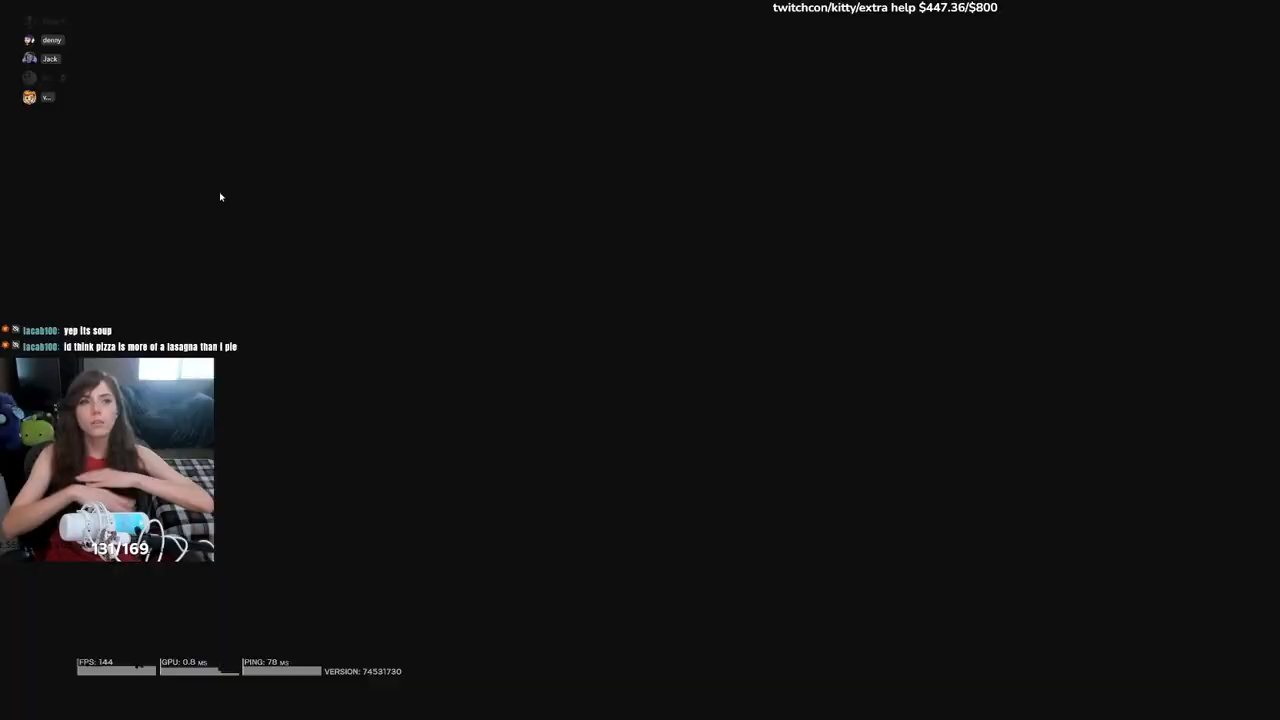 twitchcon/kitty/extra help $447.36/$800
denny
Jack
v...
lacab100: yep its soup
lacab100: id think pizza is more of a lasagna than i pie
131/169
FPS: 144
GPU: 0.8 MS
PING: 78 MS
VERSION: 74531730